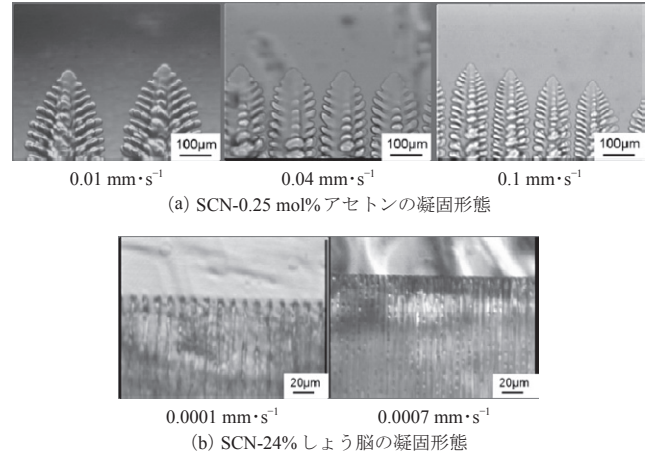 100μm
100μm
100μm
0.01 mm・s⁻¹
0.04 mm・s⁻¹
0.1 mm・s⁻¹
(a) SCN-0.25 mol%アセトンの凝固形態
20μm
20μm
0.0001 mm・s⁻¹
0.0007 mm・s⁻¹
(b) SCN-24%しょう脳の凝固形態